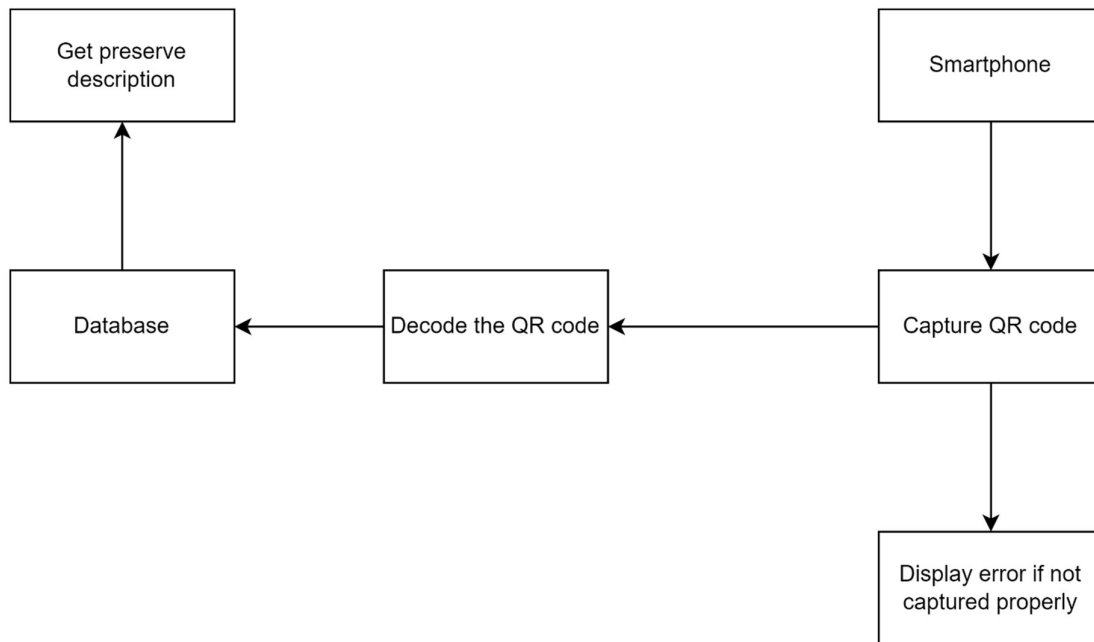 Get preserve
description
Smartphone
Database
Decode the QR code
Capture QR code
Display error if not
captured properly